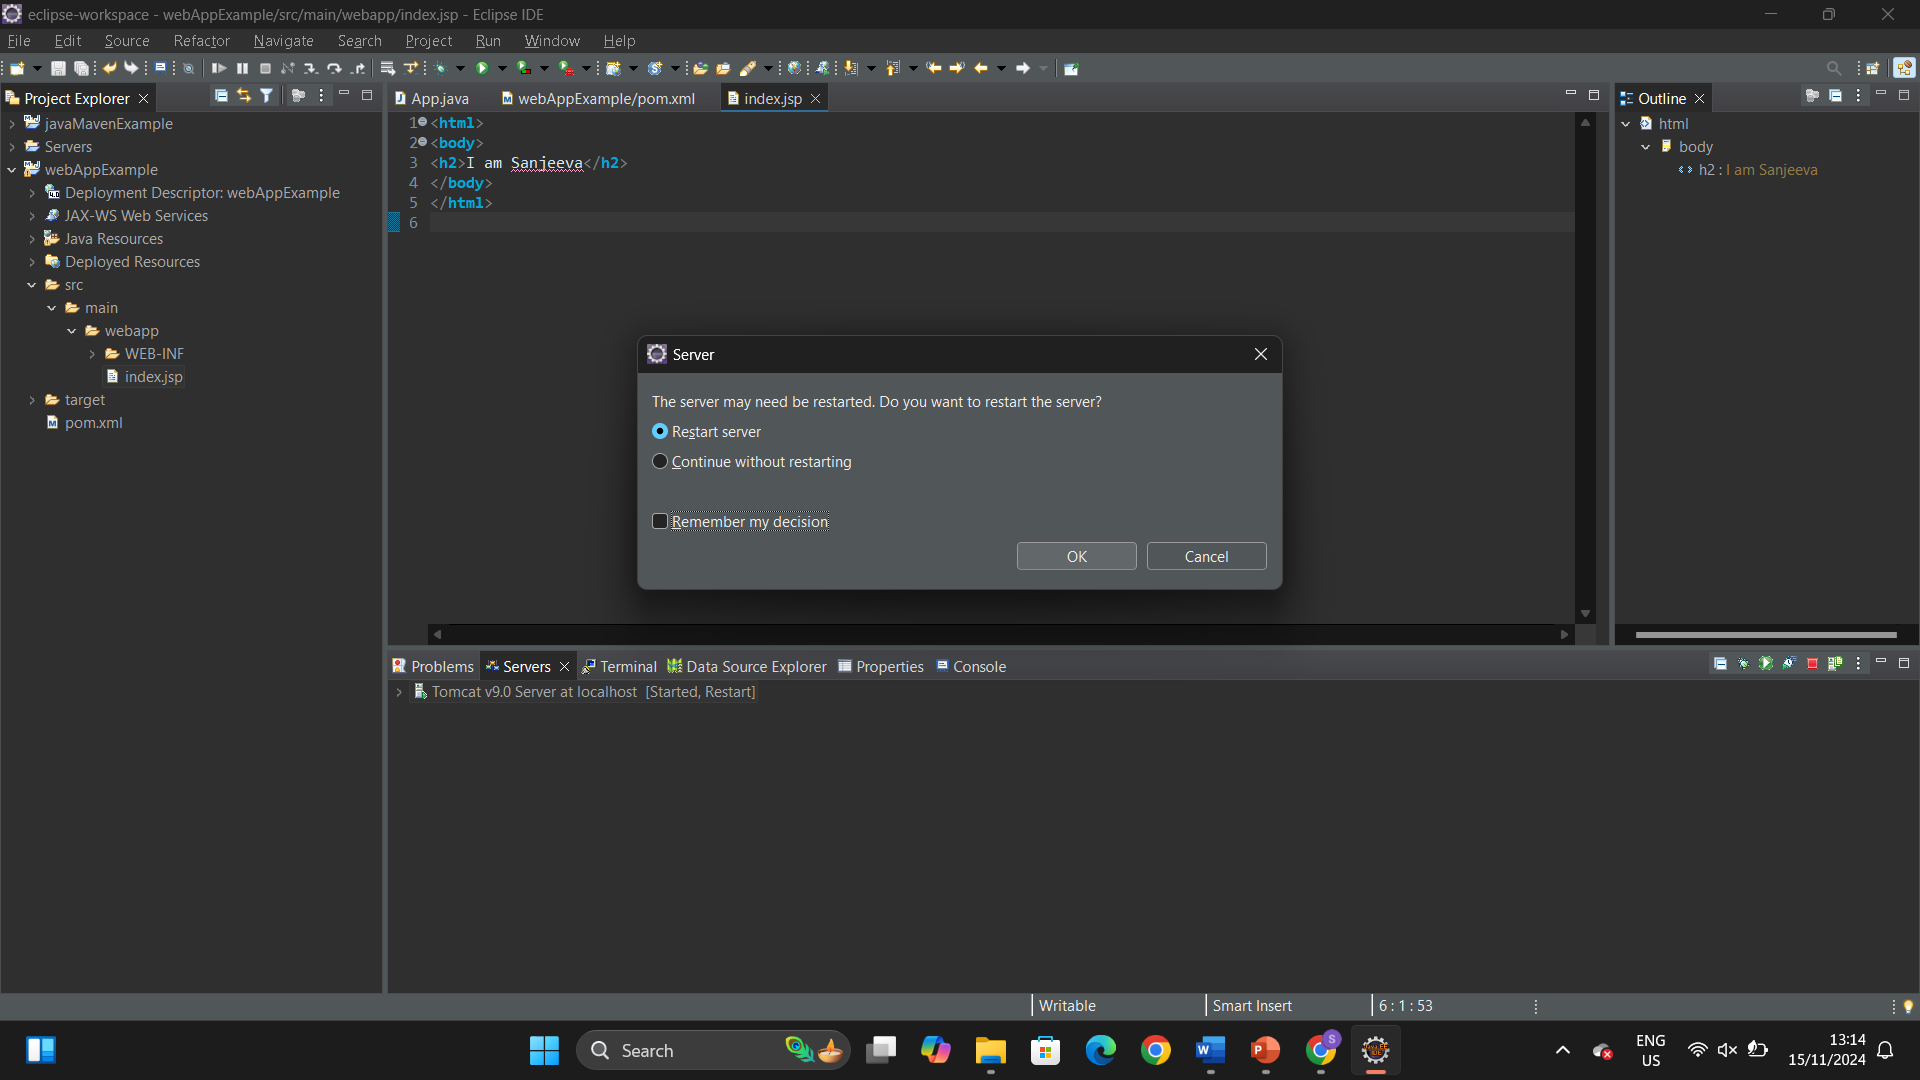 eclipse-workspace - webAppExample/src/main/webapp/index.jsp - Eclipse IDE
File Edit Source Refactor Navigate Search Project Run Window Help
Project Explorer
javaMavenExample
Servers
webAppExample
Deployment Descriptor: webAppExample
JAX-WS Web Services
Java Resources
Deployed Resources
src
main
webapp
WEB-INF
index.jsp
target
pom.xml
App.java webAppExample/pom.xml index.jsp
1 <html>
2 <body>
3 <h2>I am Sanjeeva</h2>
4 </body>
5 </html>
6
Outline
html
body
h2 : I am Sanjeeva
Server
The server may need be restarted. Do you want to restart the server?
Restart server
Continue without restarting
Remember my decision
OK Cancel
Problems Servers Terminal Data Source Explorer Properties Console
Tomcat v9.0 Server at localhost [Started, Restart]
Writable Smart Insert 6 : 1 : 53
Search
ENG
US
13:14
15/11/2024